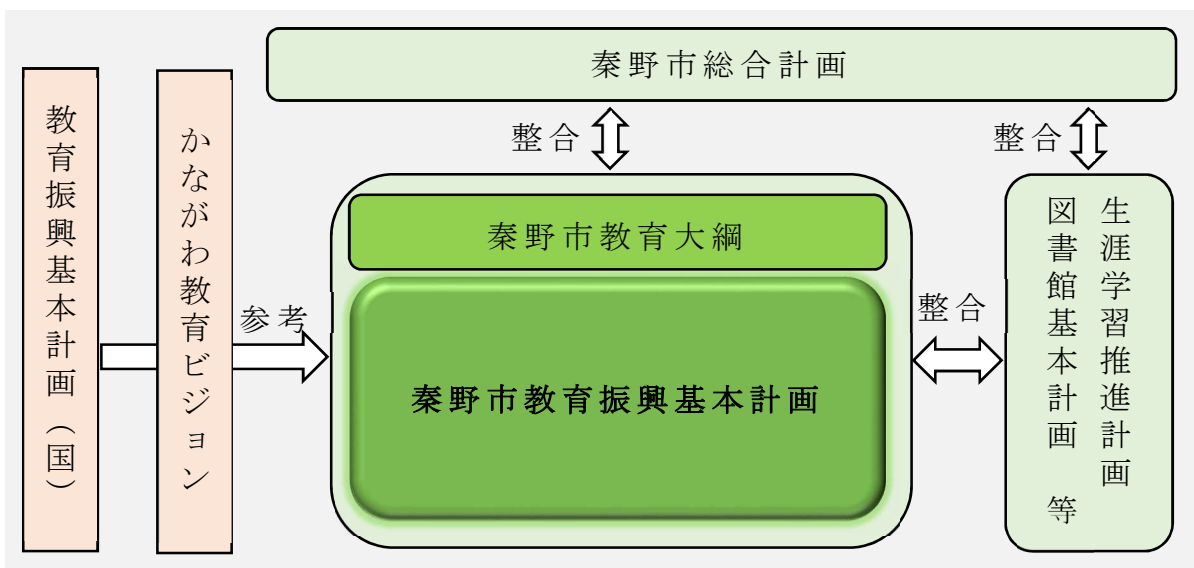 秦野市総合計画
教育振興基本計画（国）
かながわ教育ビジョン
整合
整合
秦野市教育大綱
参考
秦野市教育振興基本計画
整合
生涯学習推進計画
図書館基本計画 等